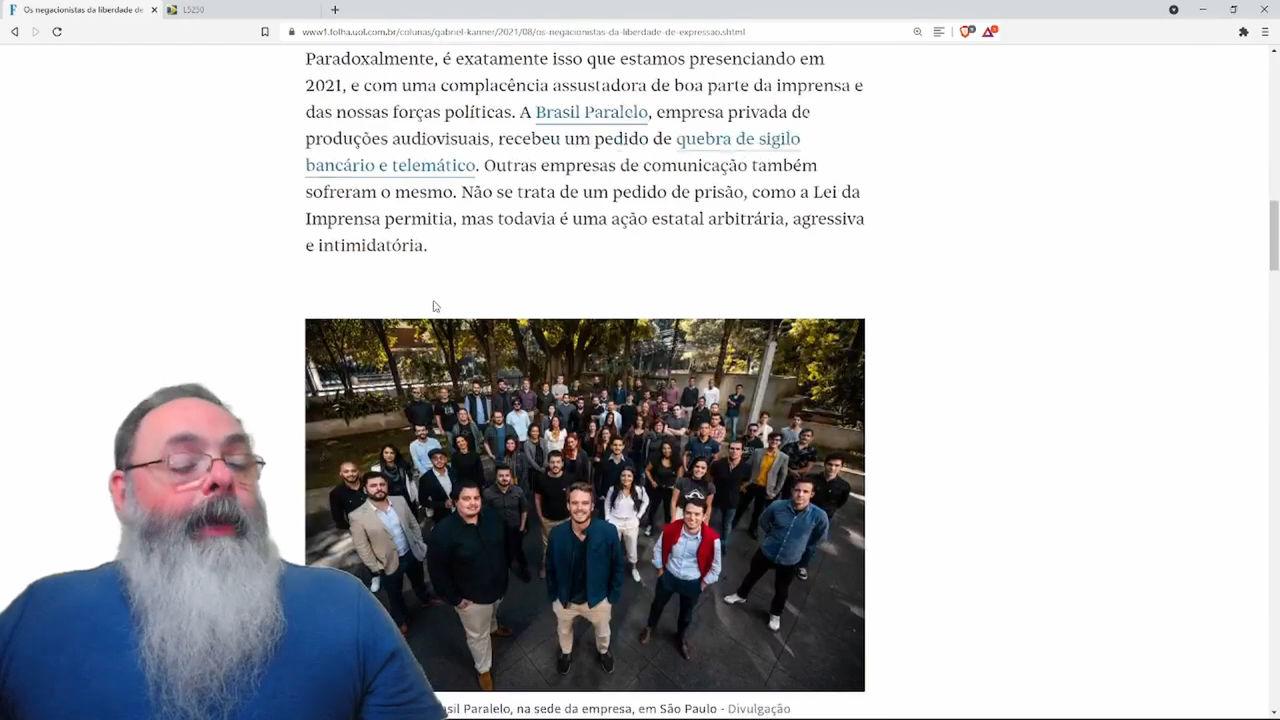 Os negacionistas da liberdade de
L5250
www1.folha.uol.com.br/colunas/gabriel-kanner/2021/08/os-negacionistas-da-liberdade-de-expressao.shtml
Paradoxalmente, é exatamente isso que estamos presenciando em
2021, e com uma complacência assustadora de boa parte da imprensa e
das nossas forças políticas. A Brasil Paralelo, empresa privada de
produções audiovisuais, recebeu um pedido de quebra de sigilo
bancário e telemático. Outras empresas de comunicação também
sofreram o mesmo. Não se trata de um pedido de prisão, como a Lei da
Imprensa permitia, mas todavia é uma ação estatal arbitrária, agressiva
e intimidatória.
sil Paralelo, na sede da empresa, em São Paulo - Divulgação